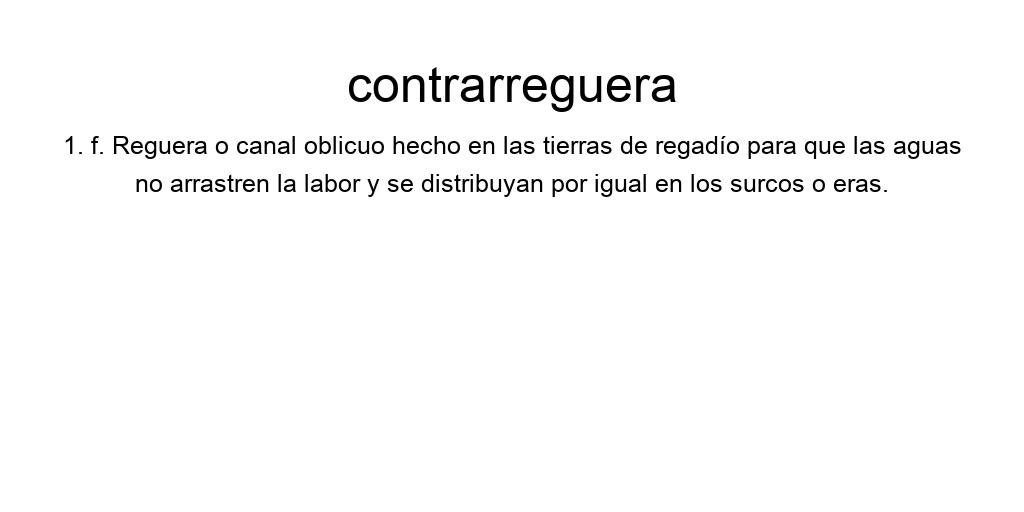 contrarreguera
1. f. Reguera o canal oblicuo hecho en las tierras de regadío para que las aguas
no arrastren la labor y se distribuyan por igual en los surcos o eras.